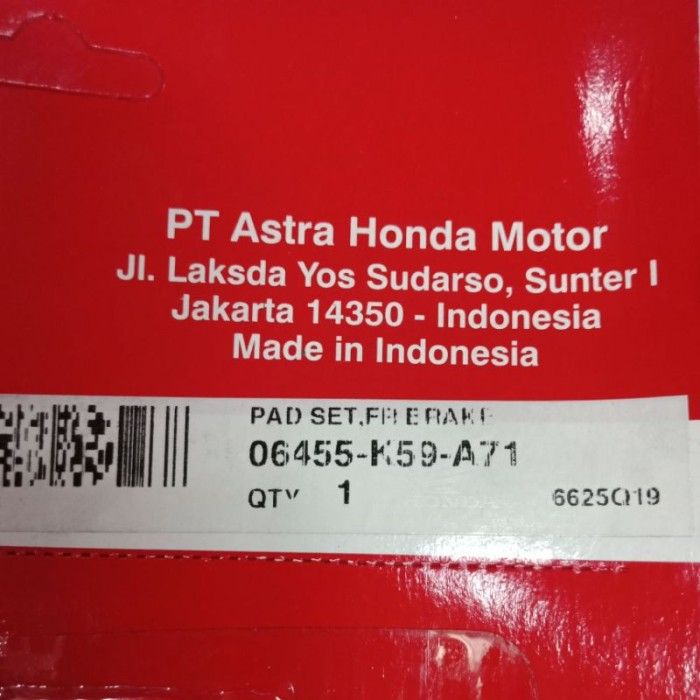 PT Astra Honda Motor
Jl. Laksda Yos Sudarso, Sunter I
Jakarta 14350 - Indonesia
Made in Indonesia
PAD SET,FR BRAKE
06455-K59-A71
QTY 1
6625Q19